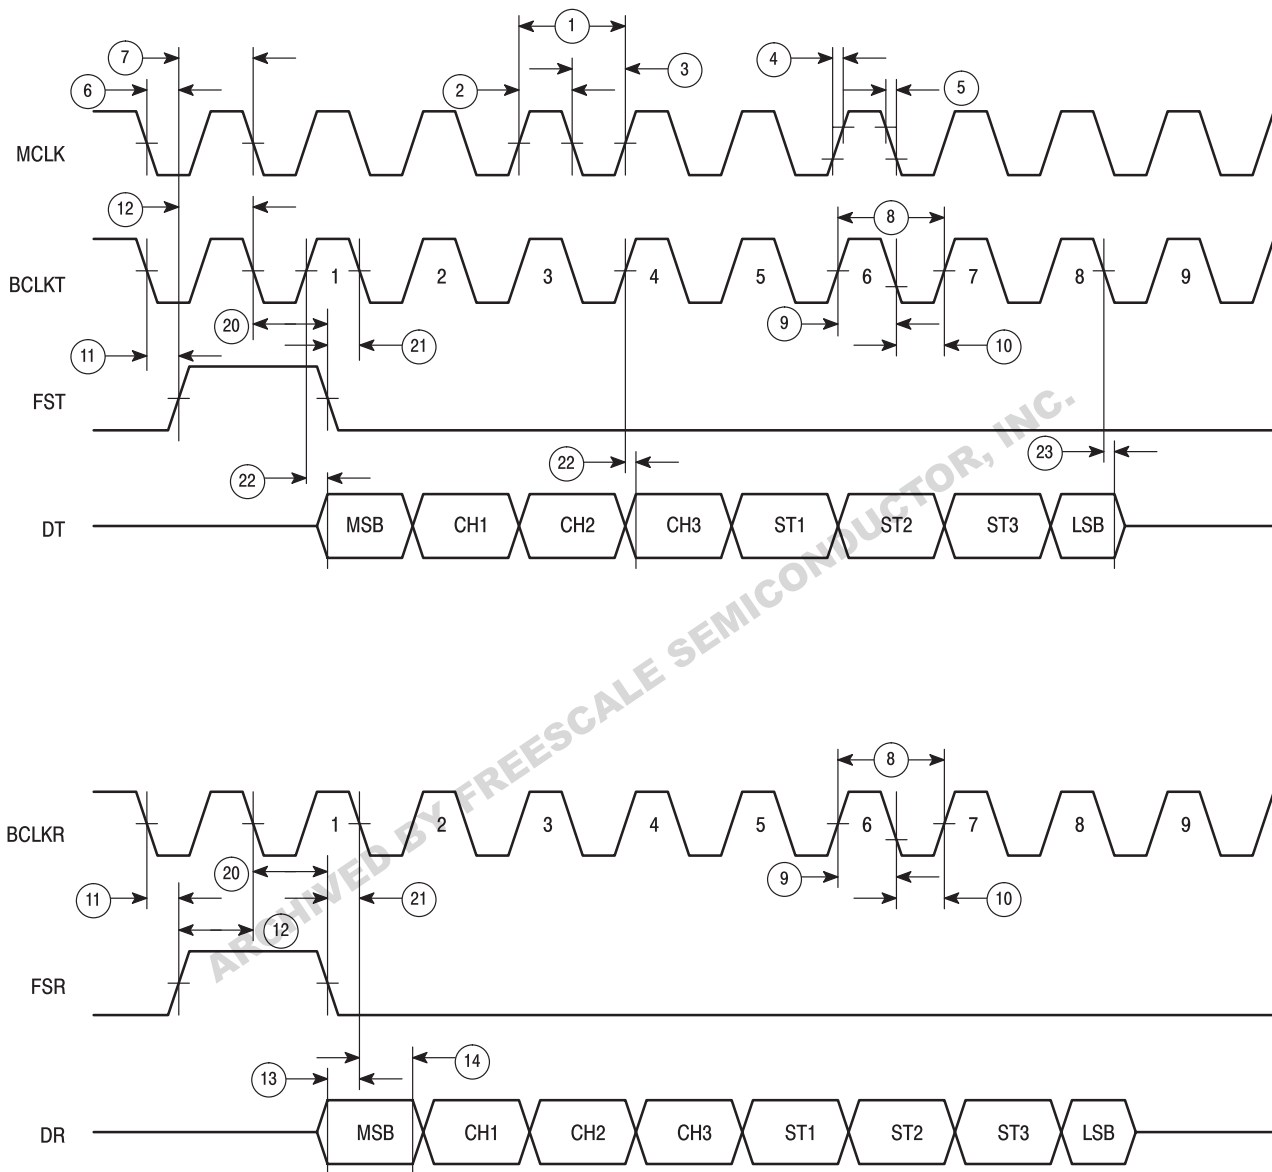 1
7
4
3
6
2
5
MCLK
12
8
BCLKT
1 2 3 4 5 6 7 8 9
20
9
11
21
10
FST
22
22
23
DT
MSB CH1 CH2 CH3 ST1 ST2 ST3 LSB
ARCHIVED BY FREESCALE SEMICONDUCTOR, INC.
8
BCLKR
1 2 3 4 5 6 7 8 9
20
9
11
21
10
12
FSR
14
13
DR
MSB CH1 CH2 CH3 ST1 ST2 ST3 LSB